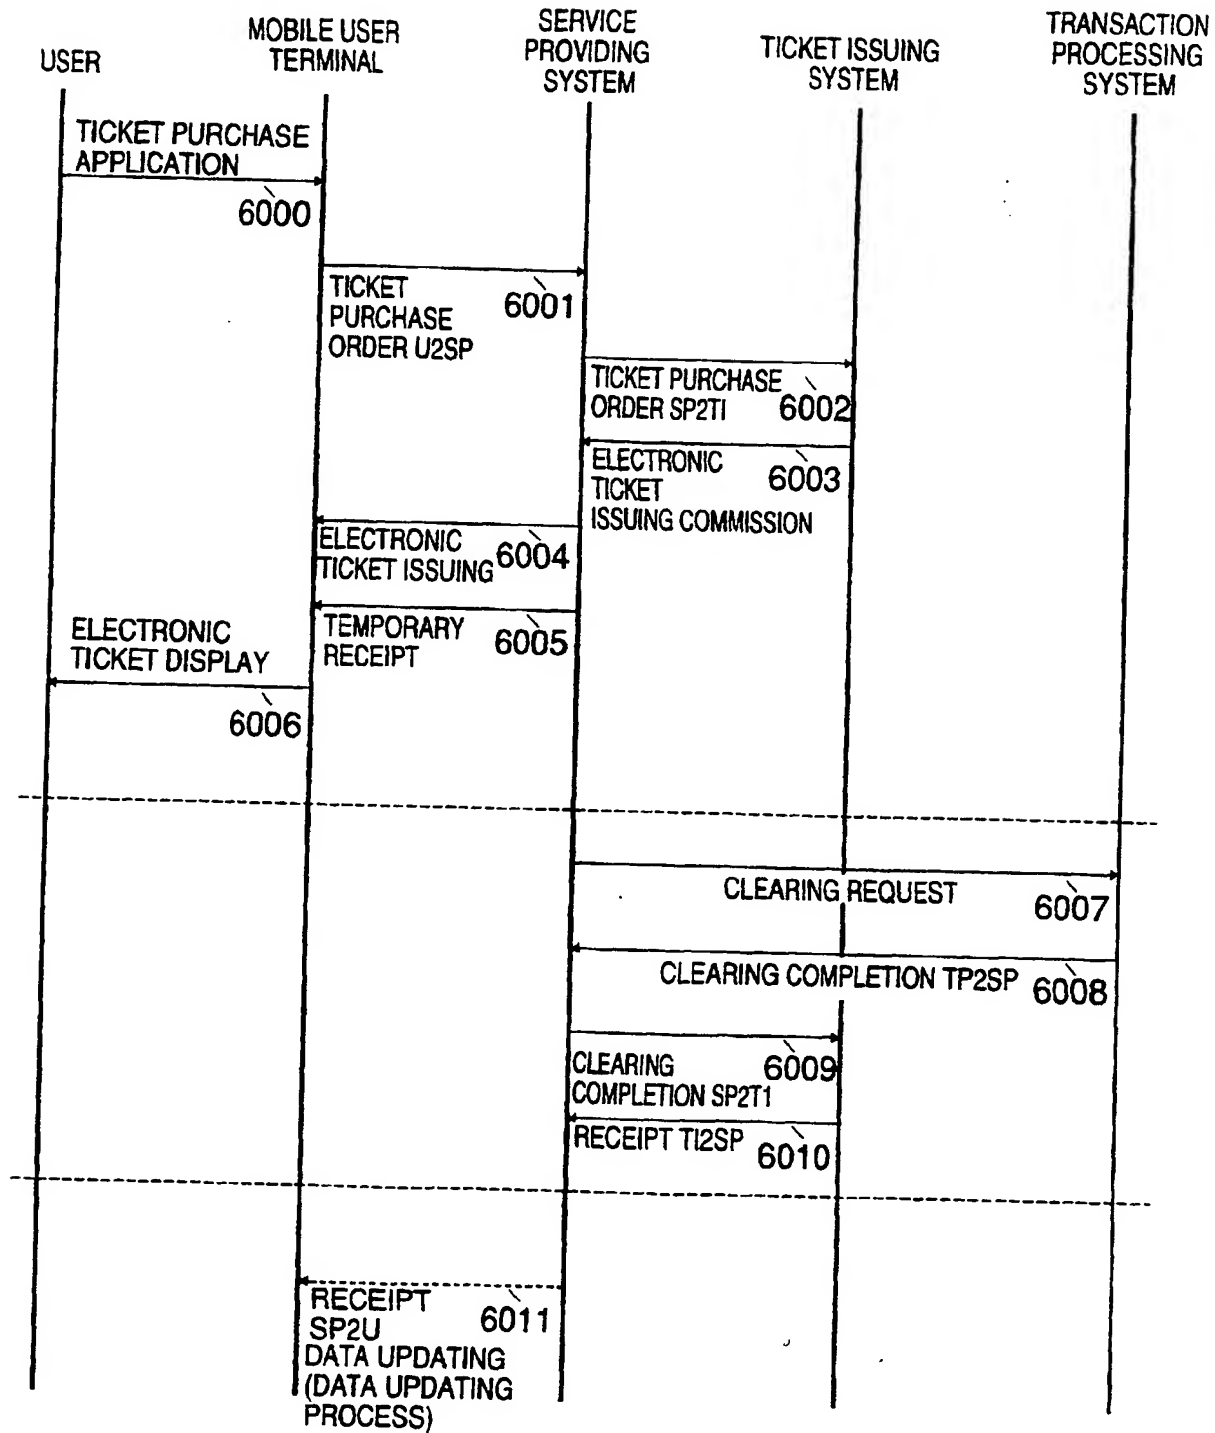 USER
MOBILE USER
TERMINAL
SERVICE
PROVIDING
SYSTEM
TICKET ISSUING
SYSTEM
TRANSACTION
PROCESSING
SYSTEM
TICKET PURCHASE
APPLICATION
6000
TICKET
PURCHASE
ORDER U2SP
6001
TICKET PURCHASE
ORDER SP2TI
6002
ELECTRONIC
TICKET
ISSUING COMMISSION
6003
ELECTRONIC
TICKET ISSUING
6004
TEMPORARY
RECEIPT
6005
ELECTRONIC
TICKET DISPLAY
6006
CLEARING REQUEST
6007
CLEARING COMPLETION TP2SP
6008
CLEARING
COMPLETION SP2T1
6009
RECEIPT TI2SP
6010
RECEIPT
SP2U
DATA UPDATING
(DATA UPDATING
PROCESS)
6011